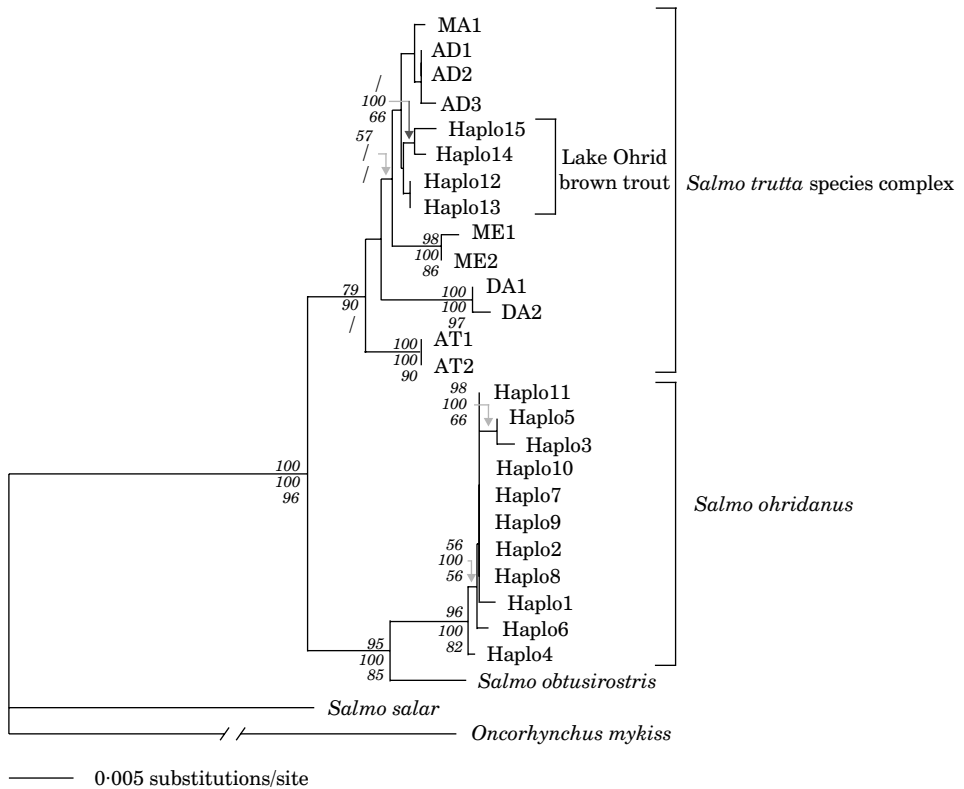 MA1
AD1
AD2
AD3
/
100
66
Haplo15
Haplo14
Haplo12
Haplo13
Lake Ohrid
brown trout
Salmo trutta species complex
57
/
/
ME1
98
100
86
ME2
DA1
100
100
97
DA2
79
90
/
AT1
100
100
90
AT2
98
100
66
Haplo11
Haplo5
Haplo3
Haplo10
Haplo7
Haplo9
Haplo2
Haplo8
Haplo1
Haplo6
Haplo4
Salmo ohridanus
100
100
96
56
100
56
96
100
82
95
100
85
Salmo obtusirostris
Salmo salar
Oncorhynchus mykiss
0·005 substitutions/site